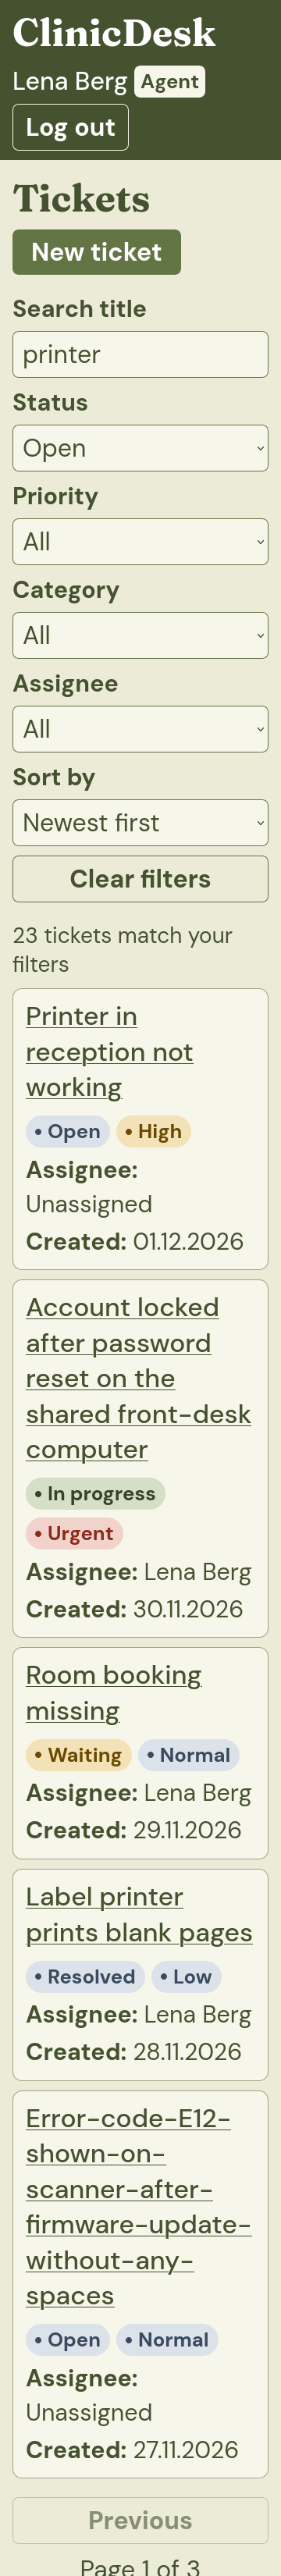 ClinicDesk
Lena Berg Agent
Log out
Tickets
New ticket
Search title
printer
Status
Open
Priority
All
Category
All
Assignee
All
Sort by
Newest first
Clear filters
23 tickets match your
filters
Printer in
reception not
working
• Open • High
Assignee:
Unassigned
Created: 01.12.2026
Account locked
after password
reset on the
shared front-desk
computer
• In progress
• Urgent
Assignee: Lena Berg
Created: 30.11.2026
Room booking
missing
• Waiting • Normal
Assignee: Lena Berg
Created: 29.11.2026
Label printer
prints blank pages
• Resolved • Low
Assignee: Lena Berg
Created: 28.11.2026
Error-code-E12-
shown-on-
scanner-after-
firmware-update-
without-any-
spaces
• Open • Normal
Assignee:
Unassigned
Created: 27.11.2026
Previous
Page 1 of 3